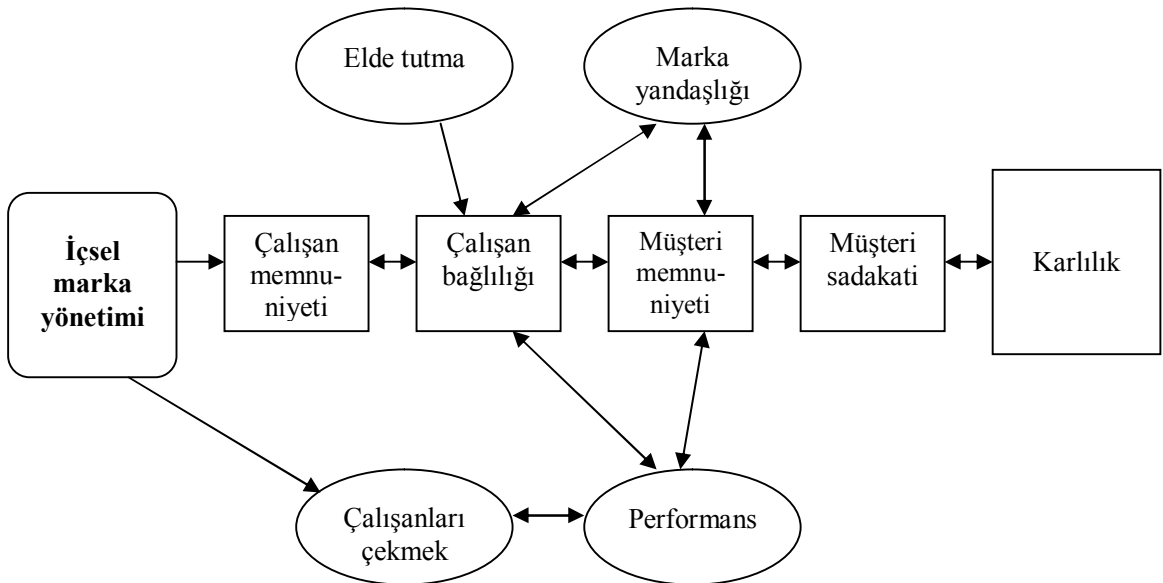 Elde tutma
Marka
yandaşlığı
İçsel
marka
yönetimi
Çalışan
memnu-
niyeti
Çalışan
bağlılığı
Müşteri
memnu-
niyeti
Müşteri
sadakati
Karlılık
Çalışanları
çekmek
Performans